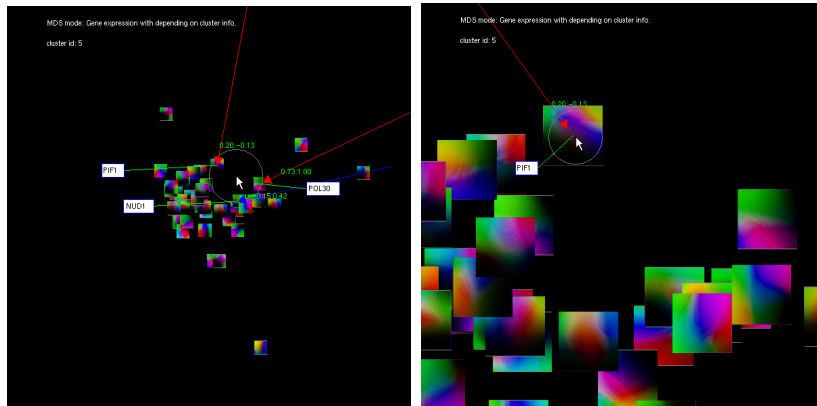 MDS mode: Gene expression with depending on cluster info.
cluster id: 5
0.20:-0.13
PIF1
0.73:1.00
POL30
NUD1
MDS mode: Gene expression with depending on cluster info.
cluster id: 5
0.20:-0.13
PIF1